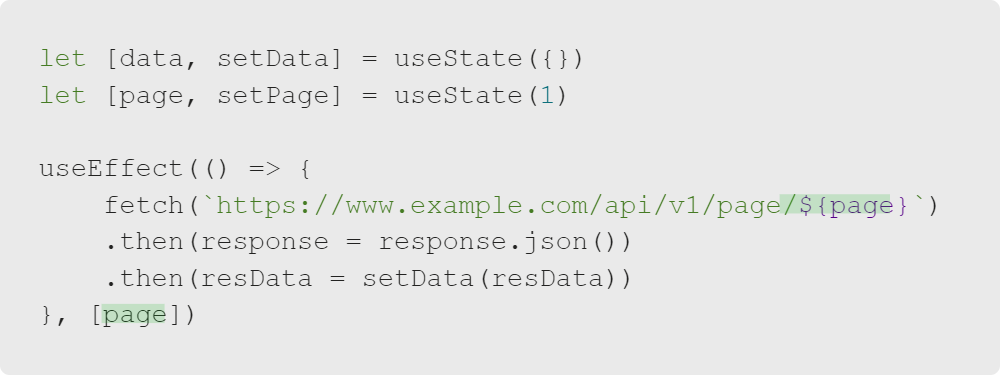 let [data, setData] = useState({})
let [page, setPage] = useState(1)
useEffect(() => {
fetch(`https://www.example.com/api/v1/page/${page}`)
.then(response = response.json())
.then(resData = setData(resData))
}, [page])